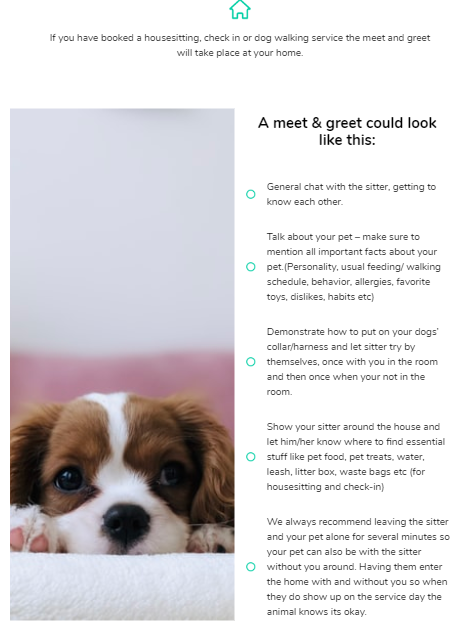 If you have booked a housesitting, check in or dog walking service the meet and greet
will take place at your home.
A meet & greet could look
like this:
General chat with the sitter, getting to
know each other.
Talk about your pet – make sure to
mention all important facts about your
pet.(Personality, usual feeding/ walking
schedule, behavior, allergies, favorite
toys, dislikes, habits etc)
Demonstrate how to put on your dogs'
collar/harness and let sitter try by
themselves, once with you in the room
and then once when your not in the
room.
Show your sitter around the house and
let him/her know where to find essential
stuff like pet food, pet treats, water,
leash, litter box, waste bags etc (for
housesitting and check-in)
We always recommend leaving the sitter
and your pet alone for several minutes so
your pet can also be with the sitter
without you around. Having them enter
the home with and without you so when
they do show up on the service day the
animal knows its okay.